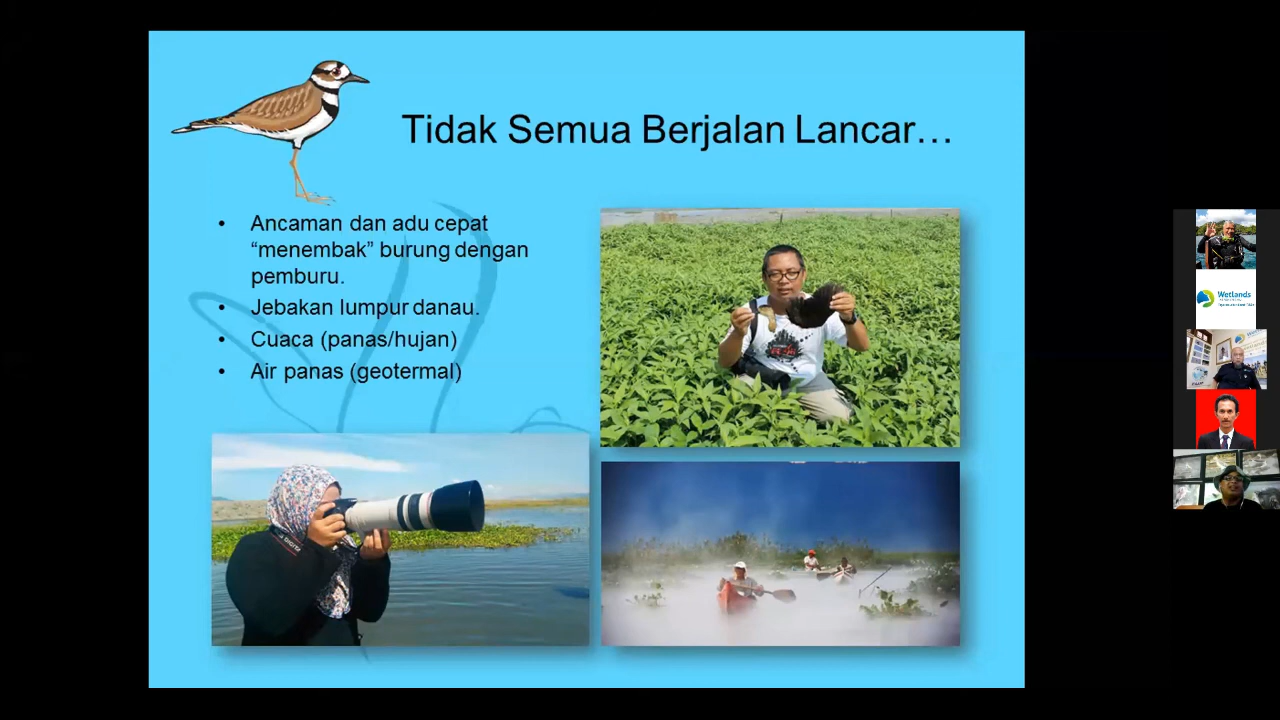 Tidak Semua Berjalan Lancar…
• Ancaman dan adu cepat
“menembak” burung dengan
pemburu.
• Jebakan lumpur danau.
• Cuaca (panas/hujan)
• Air panas (geotermal)
Wetlands